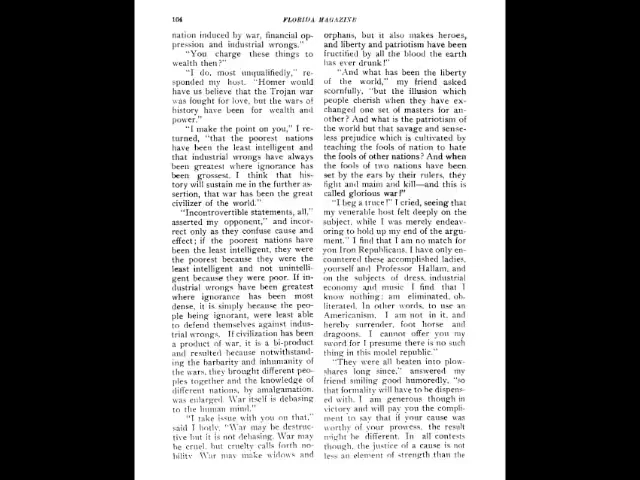 104
FLORIDA MAGAZINE
nation induced by war, financial op-
pression and industrial wrongs."
"You charge these things to
wealth then?"
"I do, most unqualifiedly," re-
sponded my host. "Homer would
have us believe that the Trojan war
was fought for love, but the wars of
history have been for wealth and
power."
"I make the point on you," I re-
turned, "that the poorest nations
have been the least intelligent and
that industrial wrongs have always
been greatest where ignorance has
been grossest. I think that his-
tory will sustain me in the further as-
sertion, that war has been the great
civilizer of the world."
"Incontrovertible statements, all,"
asserted my opponent," and incor-
rect only as they confuse cause and
effect; if the poorest nations have
been the least intelligent, they were
the poorest because they were the
least intelligent and not unintelli-
gent because they were poor. If in-
dustrial wrongs have been greatest
where ignorance has been most
dense, it is simply because the peo-
ple being ignorant, were least able
to defend themselves against indus-
trial wrongs. If civilization has been
a product of war, it is a bi-product
and resulted because notwithstand-
ing the barbarity and inhumanity of
the wars, they brought different peo-
ples together and the knowledge of
different nations, by amalgamation,
was enlarged. War itself is debasing
to the human mind."
"I take issue with you on that,"
said I hotly. "War may be destruc-
tive but it is not debasing. War may
be cruel, but cruelty calls forth no-
bility War may make widows and
orphans, but it also makes heroes,
and liberty and patriotism have been
fructified by all the blood the earth
has ever drunk!"
"And what has been the liberty
of the world," my friend asked
scornfully, "but the illusion which
people cherish when they have ex-
changed one set of masters for an-
other? And what is the patriotism of
the world but that savage and sense-
less prejudice which is cultivated by
teaching the fools of nation to hate
the fools of other nations? And when
the fools of two nations have been
set by the ears by their rulers, they
fight and maim and kill—and this is
called glorious war!"
"I beg a truce!" I cried, seeing that
my venerable host felt deeply on the
subject, while I was merely endeav-
oring to hold up my end of the argu-
ment." I find that I am no match for
you Iron Republicans. I have only en-
countered these accomplished ladies,
yourself and Professor Hallam, and
on the subjects of dress, industrial
economy and music I find that I
know nothing; am eliminated, ob-
literated. In other words, to use an
Americanism, I am not in it, and
hereby surrender, foot horse and
dragoons. I cannot offer you my
sword for I presume there is no such
thing in this model republic."
"They were all beaten into plow-
shares long since," answered my
friend smiling good humoredly, "so
that formality will have to be dispens-
ed with. I am generous though in
victory and will pay you the compli-
ment to say that if your cause was
worthy of your prowess, the result
might be different. In all contests
though, the justice of a cause is not
less an element of strength than the